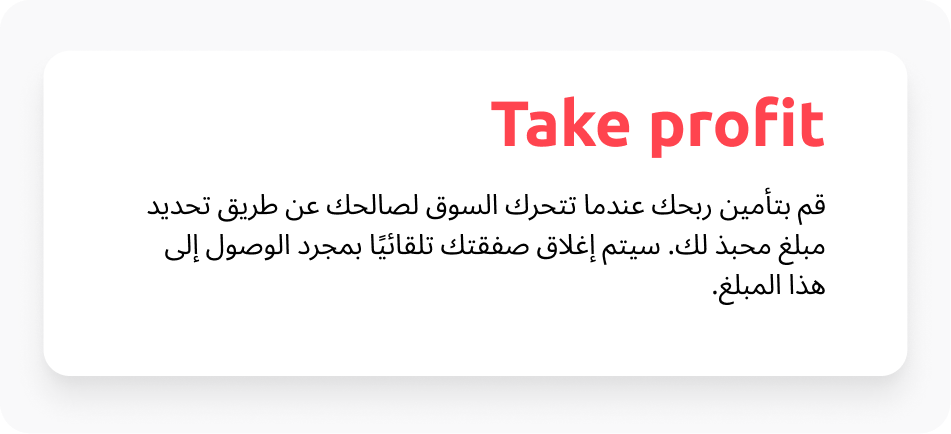 Take profit
قم بتأمين ربحك عندما تتحرك السوق لصالحك عن طريق تحديد
مبلغ محبذ لك. سيتم إغلاق صفقتك تلقائيًا بمجرد الوصول إلى
هذا المبلغ.